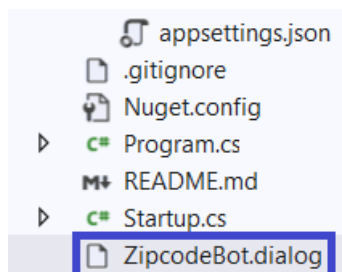 appsettings.json
.gitignore
Nuget.config
C# Program.cs
M↓ README.md
C# Startup.cs
ZipcodeBot.dialog